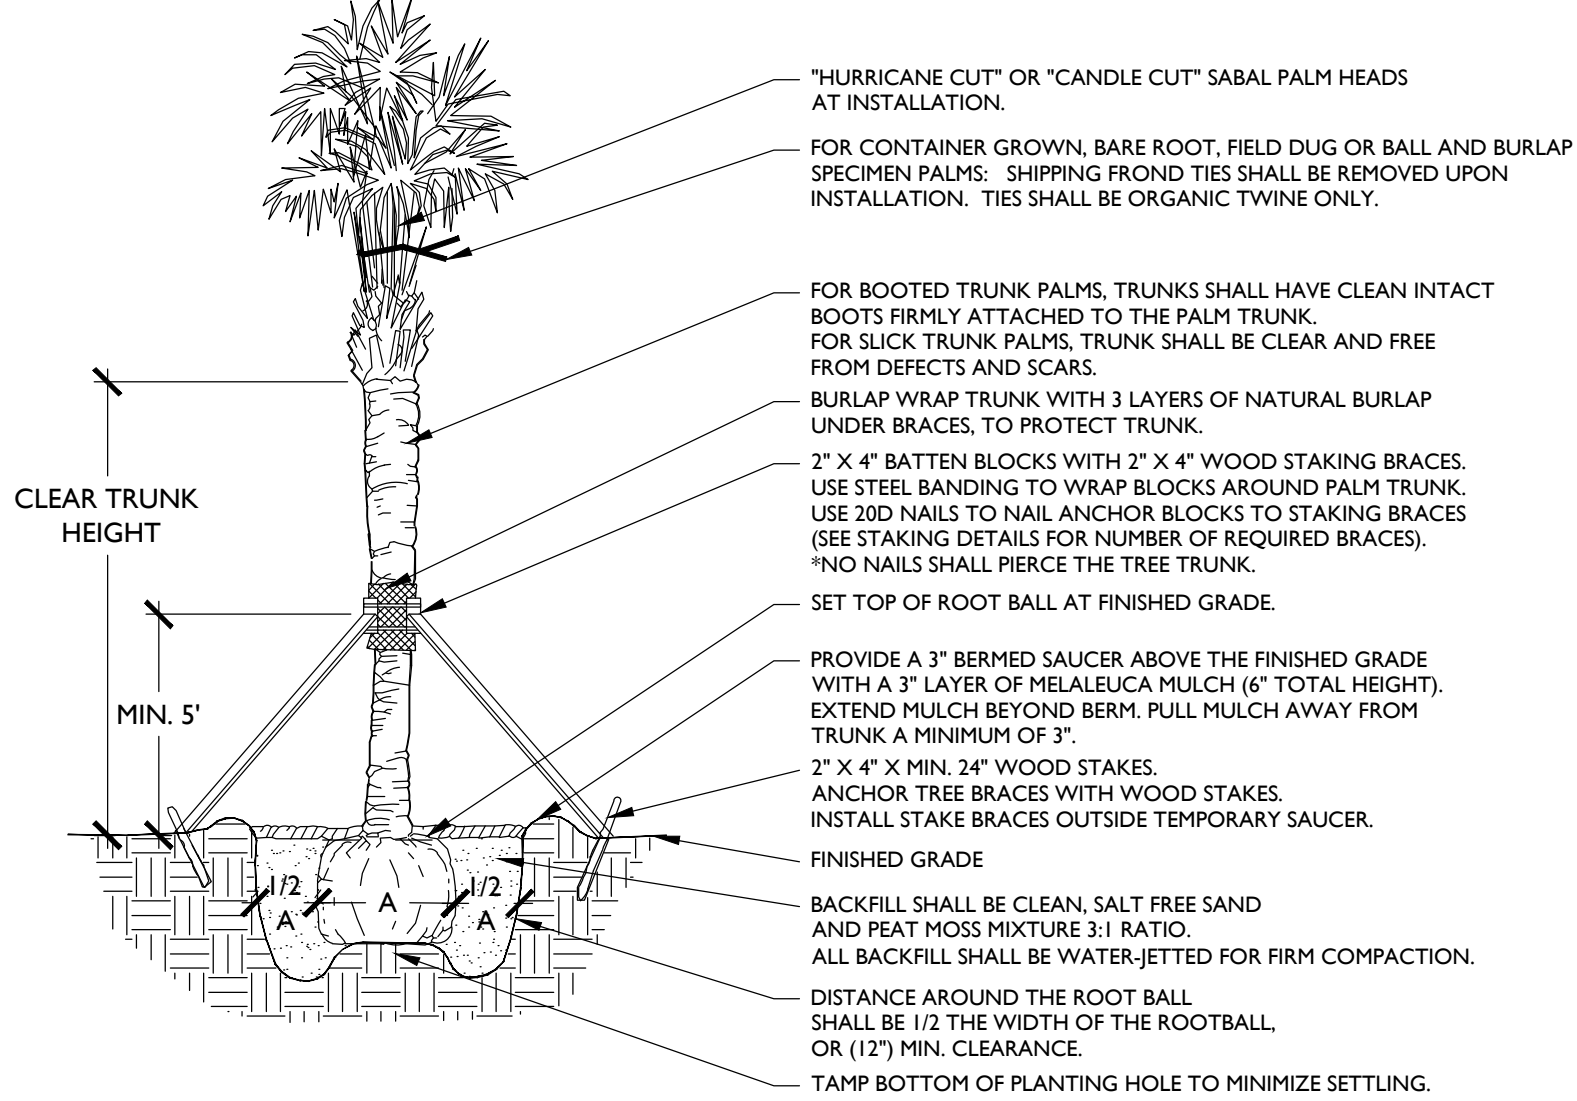 "HURRICANE CUT" OR "CANDLE CUT" SABAL PALM HEADS
AT INSTALLATION.
FOR CONTAINER GROWN, BARE ROOT, FIELD DUG OR BALL AND BURLAP
SPECIMEN PALMS: SHIPPING FROND TIES SHALL BE REMOVED UPON
INSTALLATION. TIES SHALL BE ORGANIC TWINE ONLY.
FOR BOOTED TRUNK PALMS, TRUNKS SHALL HAVE CLEAN INTACT
BOOTS FIRMLY ATTACHED TO THE PALM TRUNK.
FOR SLICK TRUNK PALMS, TRUNK SHALL BE CLEAR AND FREE
FROM DEFECTS AND SCARS.
BURLAP WRAP TRUNK WITH 3 LAYERS OF NATURAL BURLAP
UNDER BRACES, TO PROTECT TRUNK.
2" X 4" BATTEN BLOCKS WITH 2" X 4" WOOD STAKING BRACES.
USE STEEL BANDING TO WRAP BLOCKS AROUND PALM TRUNK.
USE 20D NAILS TO NAIL ANCHOR BLOCKS TO STAKING BRACES
(SEE STAKING DETAILS FOR NUMBER OF REQUIRED BRACES).
*NO NAILS SHALL PIERCE THE TREE TRUNK.
SET TOP OF ROOT BALL AT FINISHED GRADE.
PROVIDE A 3" BERMED SAUCER ABOVE THE FINISHED GRADE
WITH A 3" LAYER OF MELALEUCA MULCH (6" TOTAL HEIGHT).
EXTEND MULCH BEYOND BERM. PULL MULCH AWAY FROM
TRUNK A MINIMUM OF 3".
2" X 4" X MIN. 24" WOOD STAKES.
ANCHOR TREE BRACES WITH WOOD STAKES.
INSTALL STAKE BRACES OUTSIDE TEMPORARY SAUCER.
FINISHED GRADE
BACKFILL SHALL BE CLEAN, SALT FREE SAND
AND PEAT MOSS MIXTURE 3:1 RATIO.
ALL BACKFILL SHALL BE WATER-JETTED FOR FIRM COMPACTION.
DISTANCE AROUND THE ROOT BALL
SHALL BE 1/2 THE WIDTH OF THE ROOTBALL,
OR (12") MIN. CLEARANCE.
TAMP BOTTOM OF PLANTING HOLE TO MINIMIZE SETTLING.
CLEAR TRUNK
HEIGHT
MIN. 5'
1/2
A
A
1/2
A